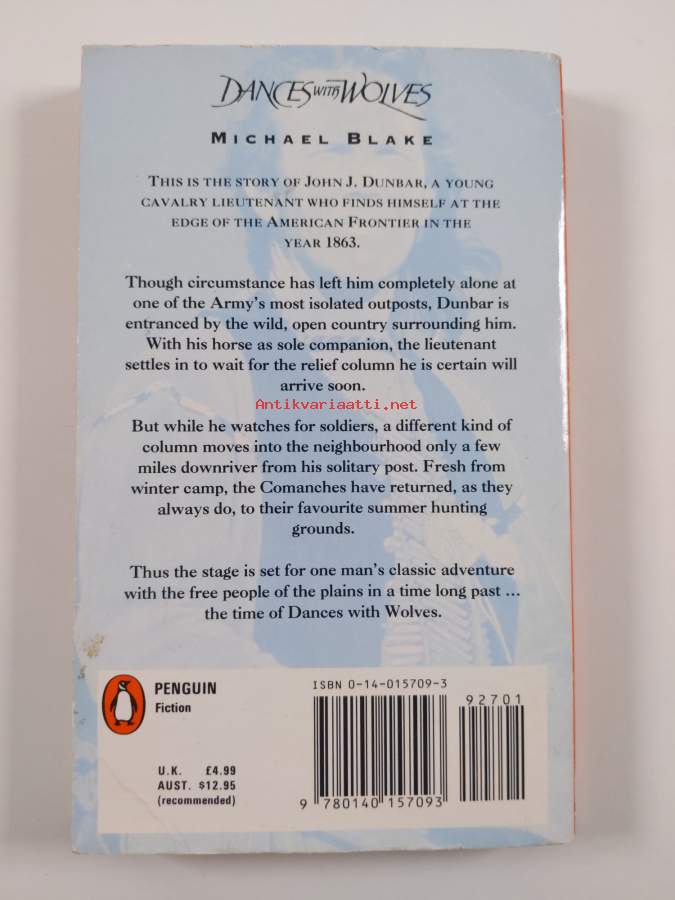 DANCES WITH WOLVES
MICHAEL BLAKE
THIS IS THE STORY OF JOHN J. DUNBAR, A YOUNG
CAVALRY LIEUTENANT WHO FINDS HIMSELF AT THE
EDGE OF THE AMERICAN FRONTIER IN THE
YEAR 1863.
Though circumstance has left him completely alone at
one of the Army's most isolated outposts, Dunbar is
entranced by the wild, open country surrounding him.
With his horse as sole companion, the lieutenant
settles in to wait for the relief column he is certain will
arrive soon.
Antikvariaatti.net
But while he watches for soldiers, a different kind of
column moves into the neighbourhood only a few
miles downriver from his solitary post. Fresh from
winter camp, the Comanches have returned, as they
always do, to their favourite summer hunting
grounds.
Thus the stage is set for one man's classic adventure
with the free people of the plains in a time long past ...
the time of Dances with Wolves.
PENGUIN
Fiction
U.K. £4.99
AUST. $12.95
(recommended)
ISBN 0-14-015709-3
92701
9 780140 157093